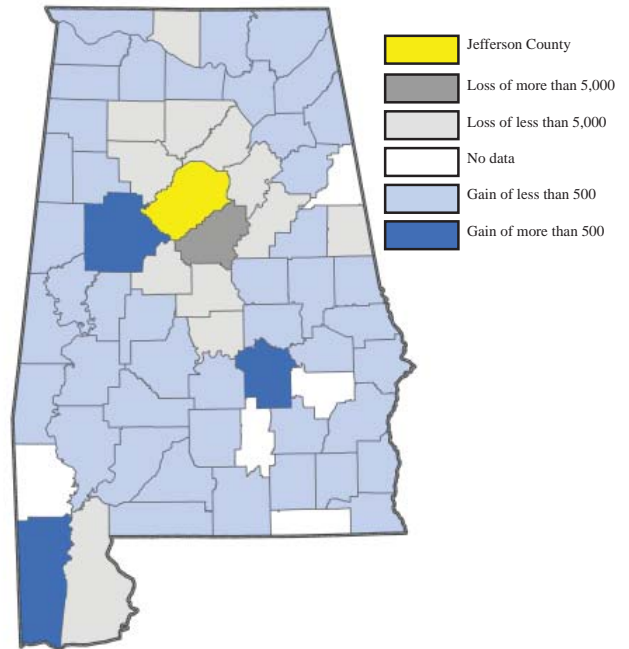 Jefferson County
Loss of more than 5,000
Loss of less than 5,000
No data
Gain of less than 500
Gain of more than 500